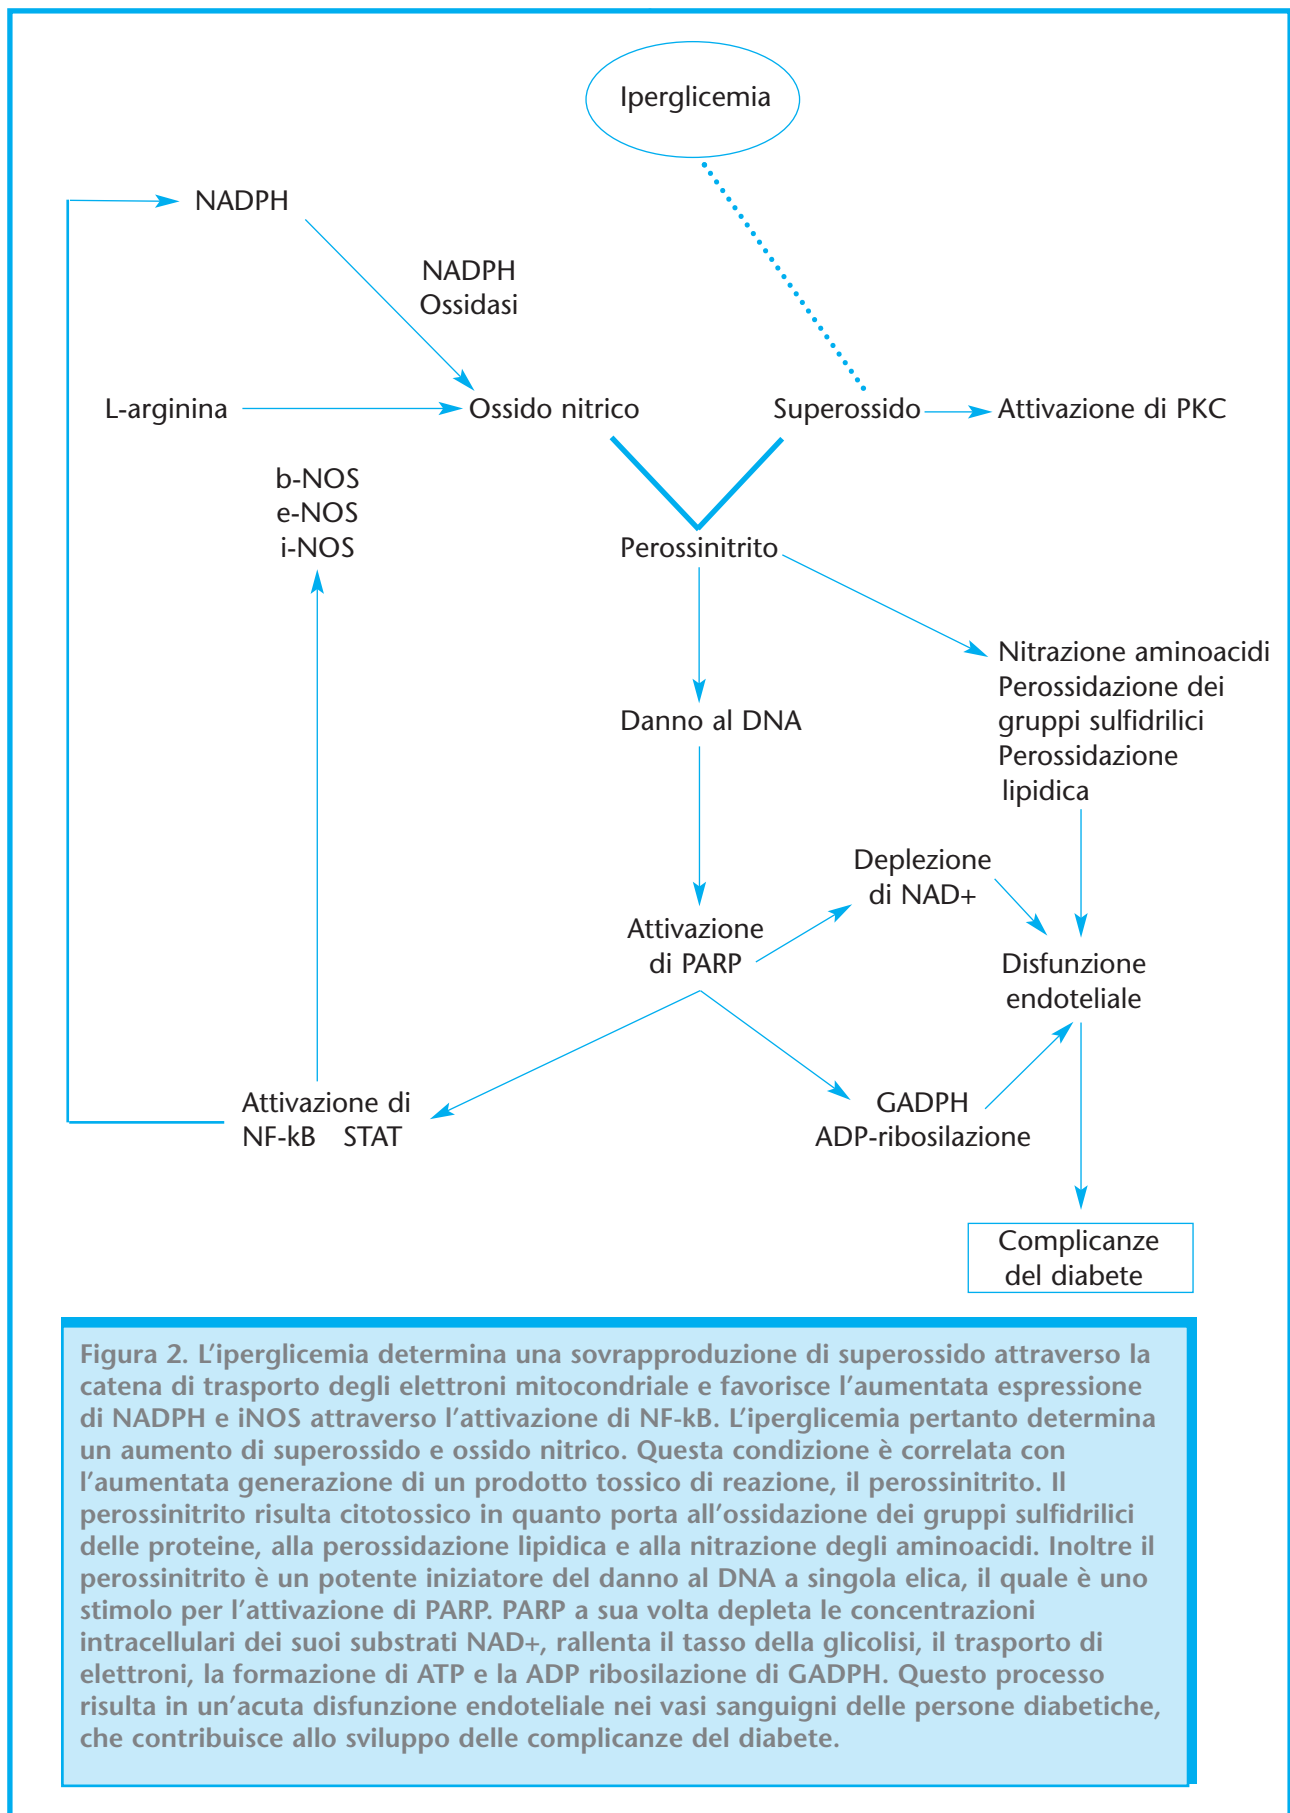 Iperglicemia
NADPH
NADPH
Ossidasi
L-arginina
Ossido nitrico
Superossido
Attivazione di PKC
b-NOS
e-NOS
i-NOS
Perossinitrito
Nitrazione aminoacidi
Perossidazione dei
gruppi sulfidrilici
Perossidazione
lipidica
Danno al DNA
Deplezione
di NAD+
Attivazione
di PARP
Disfunzione
endoteliale
Attivazione di
NF-kB STAT
GADPH
ADP-ribosilazione
Complicanze
del diabete
Figura 2. L'iperglicemia determina una sovrapproduzione di superossido attraverso la
catena di trasporto degli elettroni mitocondriale e favorisce l'aumentata espressione
di NADPH e iNOS attraverso l'attivazione di NF-kB. L'iperglicemia pertanto determina
un aumento di superossido e ossido nitrico. Questa condizione è correlata con
l'aumentata generazione di un prodotto tossico di reazione, il perossinitrito. Il
perossinitrito risulta citotossico in quanto porta all'ossidazione dei gruppi sulfidrilici
delle proteine, alla perossidazione lipidica e alla nitrazione degli aminoacidi. Inoltre il
perossinitrito è un potente iniziatore del danno al DNA a singola elica, il quale è uno
stimolo per l'attivazione di PARP. PARP a sua volta depleta le concentrazioni
intracellulari dei suoi substrati NAD+, rallenta il tasso della glicolisi, il trasporto di
elettroni, la formazione di ATP e la ADP ribosilazione di GADPH. Questo processo
risulta in un'acuta disfunzione endoteliale nei vasi sanguigni delle persone diabetiche,
che contribuisce allo sviluppo delle complicanze del diabete.